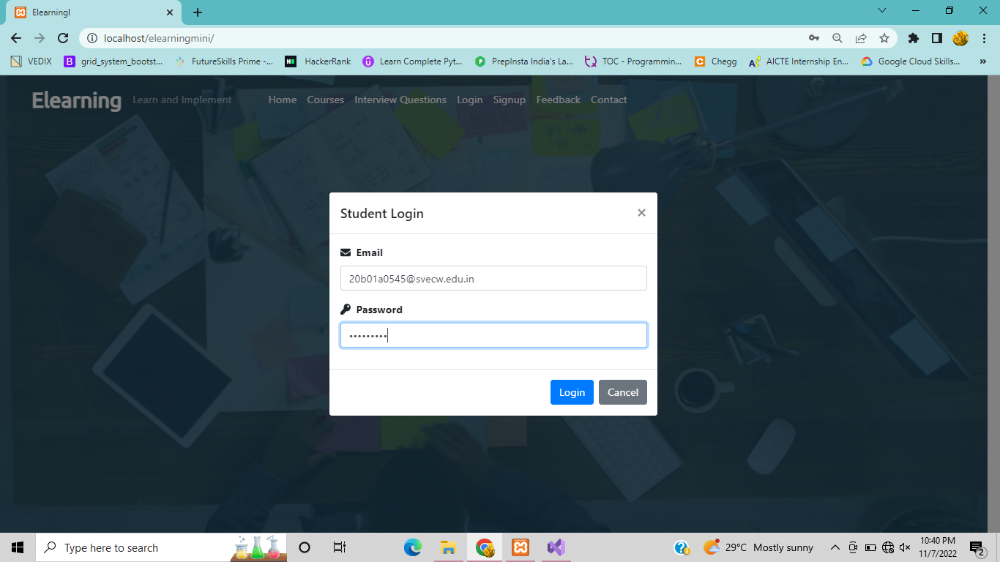 Elearningl
localhost/elearningmini/
VEDIX
B grid_system_bootst...
FutureSkills Prime -...
HackerRank
Learn Complete Pyt...
PrepInsta India's La...
TOC - Programmin...
Chegg
AICTE Internship En...
Google Cloud Skills...
»
Elearning Learn and Implement Home Courses Interview Questions Login Signup Feedback Contact
Student Login ×
Email
20b01a0545@svecw.edu.in
Password
•••••••••
Login Cancel
Type here to search
29°C Mostly sunny
10:40 PM
11/7/2022
2